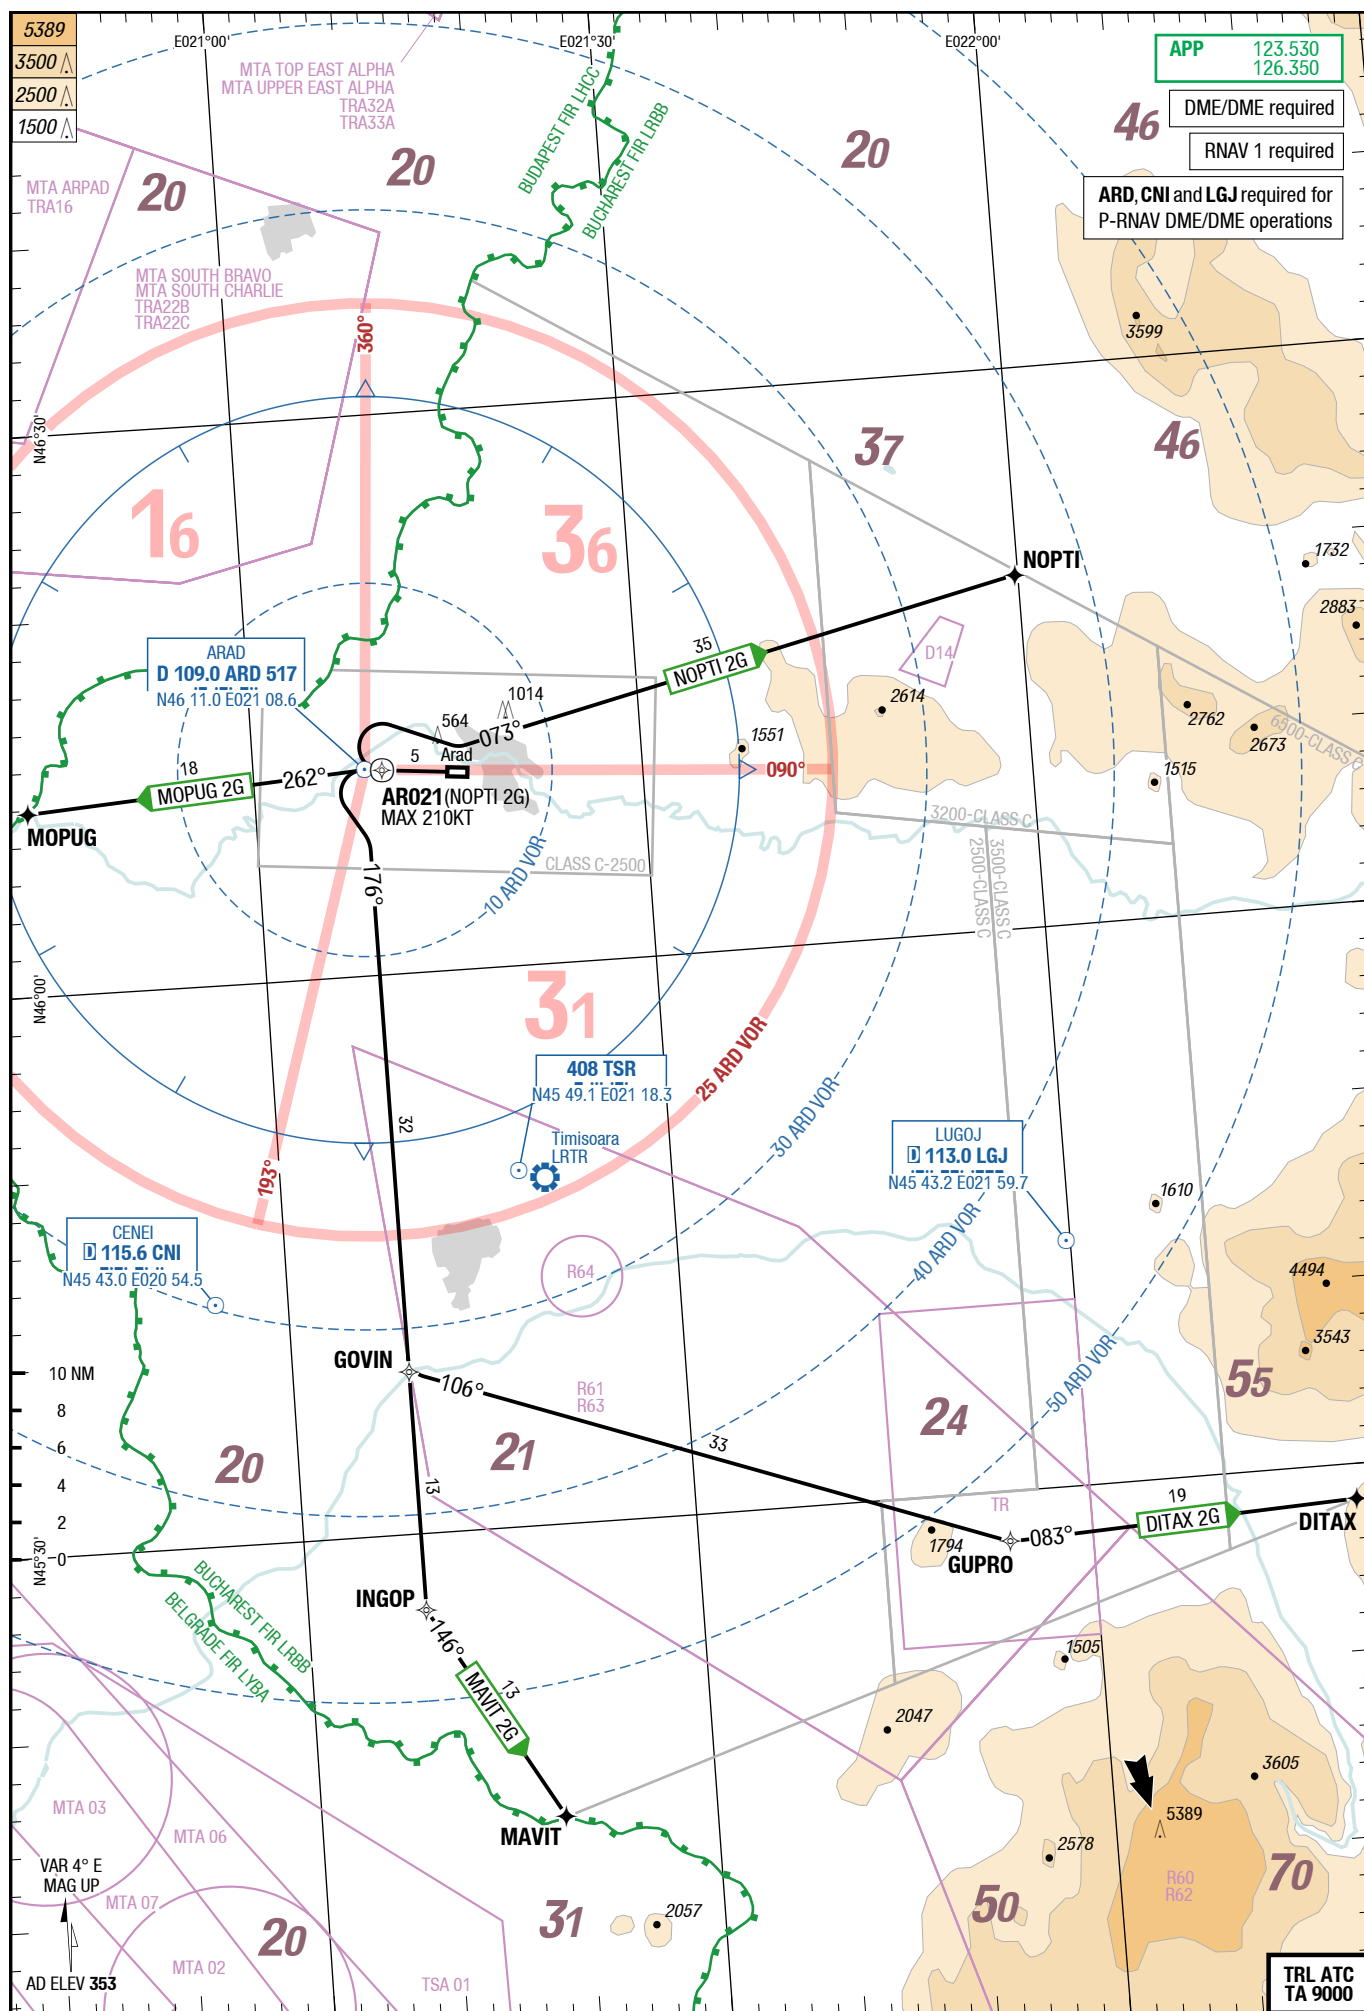 5389
3500
2500
1500
E021°00'
E021°30'
E022°00'
APP 123.530
126.350
DME/DME required
RNAV 1 required
ARD, CNI and LGJ required for
P-RNAV DME/DME operations
MTA TOP EAST ALPHA
MTA UPPER EAST ALPHA
TRA32A
TRA33A
BUDAPEST FIR LHCC
BUCHAREST FIR LRBB
20
20
20
46
MTA ARPAD
TRA16
MTA SOUTH BRAVO
MTA SOUTH CHARLIE
TRA22B
TRA22C
360°
3599
N46°30'
37
46
16
36
1732
NOPTI
2883
ARAD
D 109.0 ARD 517
N46 11.0 E021 08.6
35
NOPTI 2G
D14
1014
564
073°
2614
2762
2673
6500-CLASS C
1551
1515
5
Arad
090°
18
MOPUG 2G
262°
MOPUG
AR021 (NOPTI 2G)
MAX 210KT
3200-CLASS C
3500-CLASS C
2500-CLASS C
CLASS C-2500
176°
10 ARD VOR
N46°00'
31
25 ARD VOR
408 TSR
N45 49.1 E021 18.3
30 ARD VOR
32
Timisoara
LRTR
LUGOJ
D 113.0 LGJ
N45 43.2 E021 59.7
193°
1610
40 ARD VOR
CENEI
D 115.6 CNI
N45 43.0 E020 54.5
R64
4494
3543
GOVIN
106°
R61
R63
50 ARD VOR
55
10 NM
8
6
4
2
0
20
21
24
33
13
TR
19
DITAX 2G
DITAX
083°
GUPRO
1794
N45°30'
BUCHAREST FIR LRBB
BELGRADE FIR LYBA
INGOP
146°
13
MAVIT 2G
1505
2047
3605
MTA 03
MTA 06
MAVIT
5389
2578
VAR 4° E
MAG UP
MTA 07
R60
R62
70
50
31
2057
20
MTA 02
TSA 01
AD ELEV 353
TRL ATC
TA 9000